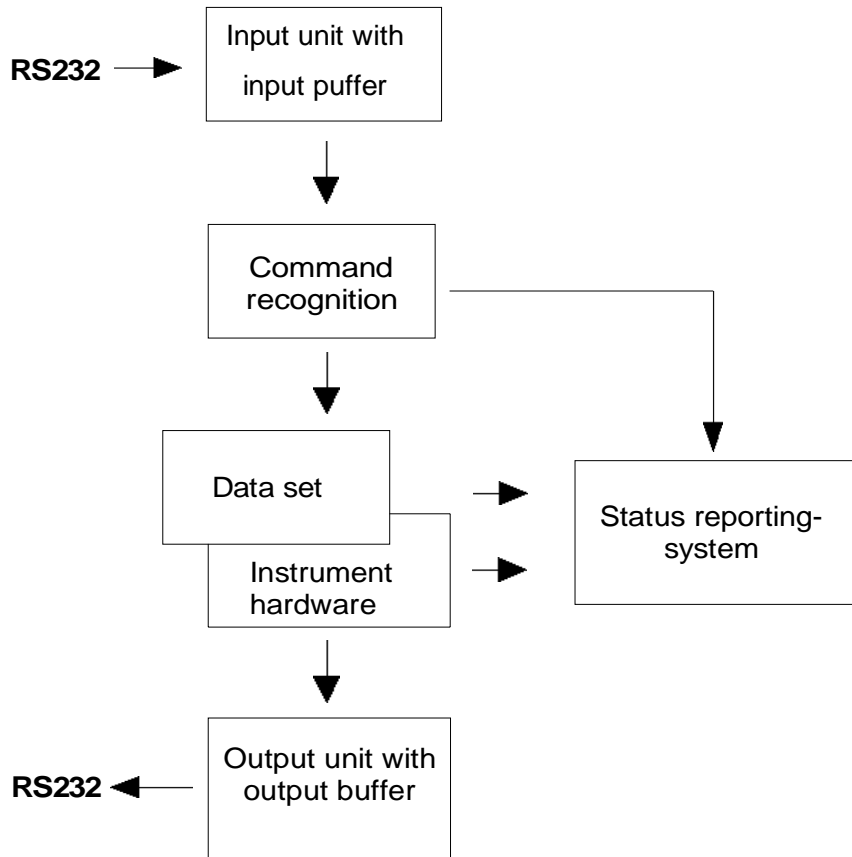 Input unit with
RS232
input puffer
Command
recognition
Data set
Status reporting-
system
Instrument
hardware
Output unit with
RS232
output buffer